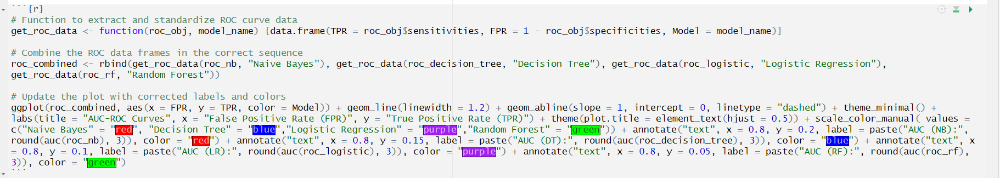 ```{r}
# Function to extract and standardize ROC curve data
get_roc_data <- function(roc_obj, model_name) {data.frame(TPR = roc_obj$sensitivities, FPR = 1 - roc_obj$specificities, Model = model_name)}
# Combine the ROC data frames in the correct sequence
roc_combined <- rbind(get_roc_data(roc_nb, "Naive Bayes"), get_roc_data(roc_decision_tree, "Decision Tree"), get_roc_data(roc_logistic, "Logistic Regression"),
get_roc_data(roc_rf, "Random Forest"))
# Update the plot with corrected labels and colors
ggplot(roc_combined, aes(x = FPR, y = TPR, color = Model)) + geom_line(linewidth = 1.2) + geom_abline(slope = 1, intercept = 0, linetype = "dashed") + theme_minimal() +
labs(title = "AUC-ROC Curves", x = "False Positive Rate (FPR)", y = "True Positive Rate (TPR)") + theme(plot.title = element_text(hjust = 0.5)) + scale_color_manual( values =
c("Naive Bayes" = "red", "Decision Tree" = "blue","Logistic Regression" = "purple","Random Forest" = "green")) + annotate("text", x = 0.8, y = 0.2, label = paste("AUC (NB):",
round(auc(roc_nb), 3)), color = "red") + annotate("text", x = 0.8, y = 0.15, label = paste("AUC (DT):", round(auc(roc_decision_tree), 3)), color = "blue") + annotate("text", x
= 0.8, y = 0.1, label = paste("AUC (LR):", round(auc(roc_logistic), 3)), color = "purple") + annotate("text", x = 0.8, y = 0.05, label = paste("AUC (RF):", round(auc(roc_rf),
3)), color = "green")
```